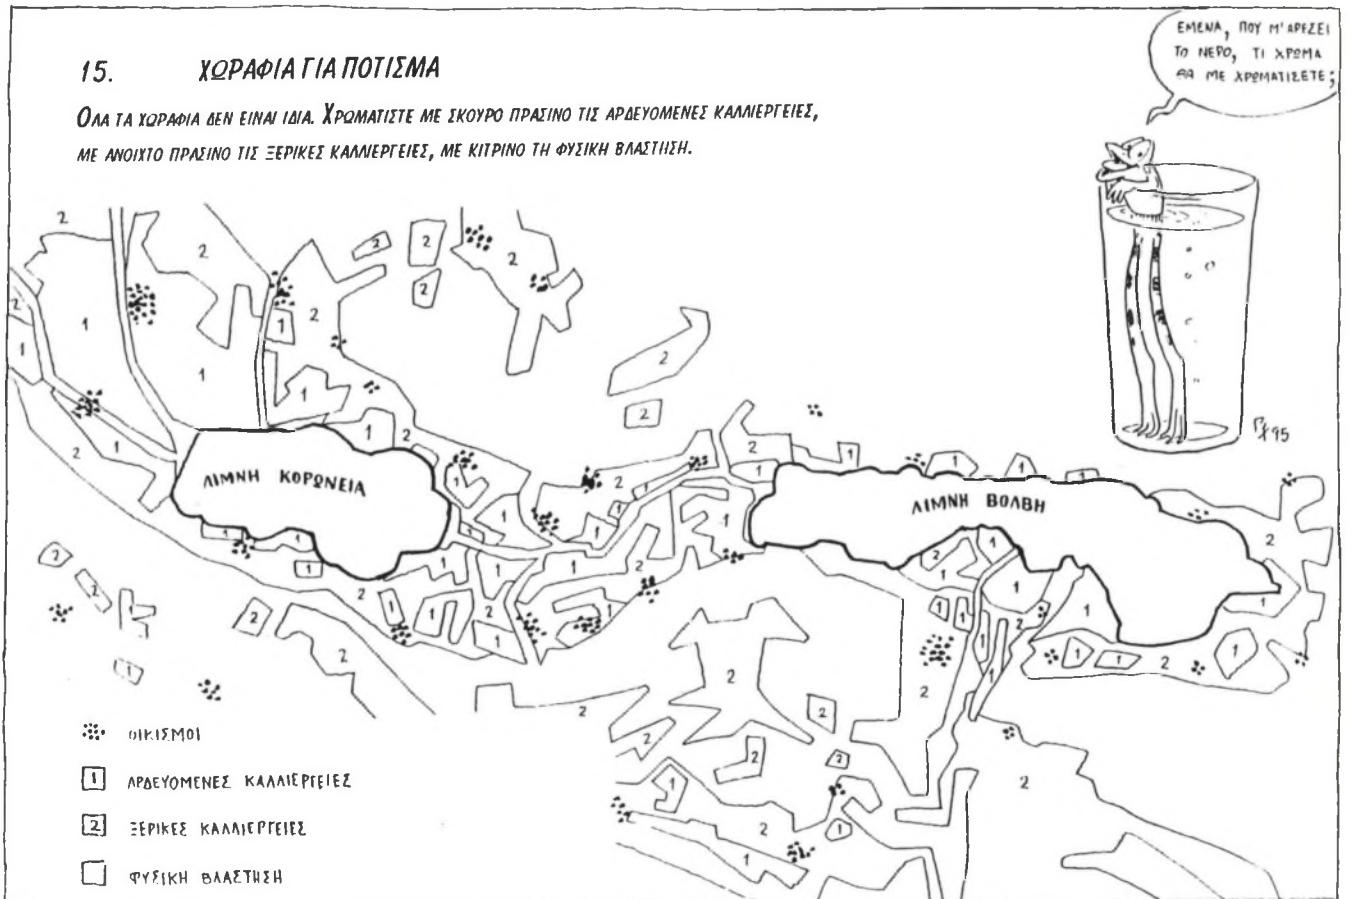 15. ΧΩΡΑΦΙΑ ΓΙΑ ΠΟΤΙΣΜΑ
ΟΛΑ ΤΑ ΧΩΡΑΦΙΑ ΔΕΝ ΕΙΝΑΙ ΙΔΙΑ. ΧΡΩΜΑΤΙΣΤΕ ΜΕ ΣΚΟΥΡΟ ΠΡΑΣΙΝΟ ΤΙΣ ΑΡΔΕΥΟΜΕΝΕΣ ΚΑΛΛΙΕΡΓΕΙΕΣ,
ΜΕ ΑΝΟΙΧΤΟ ΠΡΑΣΙΝΟ ΤΙΣ ΞΕΡΙΚΕΣ ΚΑΛΛΙΕΡΓΕΙΕΣ, ΜΕ ΚΙΤΡΙΝΟ ΤΗ ΦΥΣΙΚΗ ΒΛΑΣΤΗΣΗ.
ΕΜΕΝΑ, ΠΟΥ Μ'ΑΡΕΣΕΙ
ΤΟ ΝΕΡΟ, ΤΙ ΧΡΩΜΑ
ΘΑ ΜΕ ΧΡΩΜΑΤΙΣΕΤΕ;
ΛΙΜΝΗ ΚΟΡΩΝΕΙΑ
ΛΙΜΝΗ ΒΟΛΒΗ
ΟΙΚΙΣΜΟΙ
1 ΑΡΔΕΥΟΜΕΝΕΣ ΚΑΛΛΙΕΡΓΕΙΕΣ
2 ΞΕΡΙΚΕΣ ΚΑΛΛΙΕΡΓΕΙΕΣ
ΦΥΣΙΚΗ ΒΛΑΣΤΗΣΗ